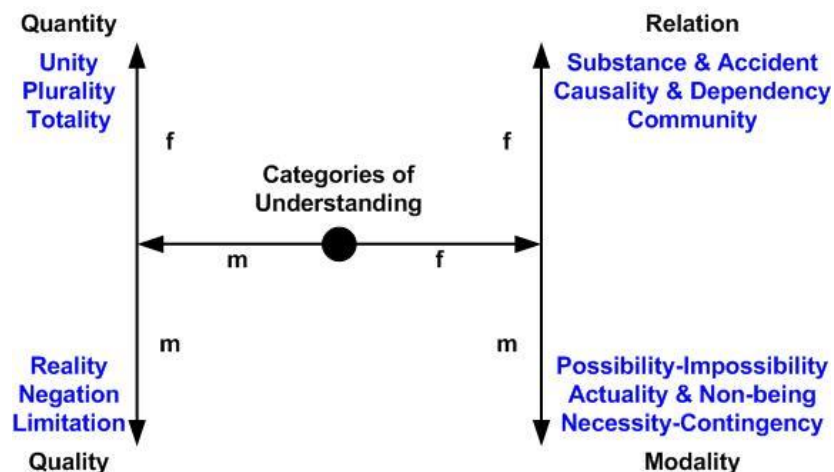 Quantity
Unity
Plurality
Totality
f
Relation
Substance & Accident
Causality & Dependency
Community
f
Categories of
Understanding
m
f
m
Reality
Negation
Limitation
Quality
m
Possibility-Impossibility
Actuality & Non-being
Necessity-Contingency
Modality